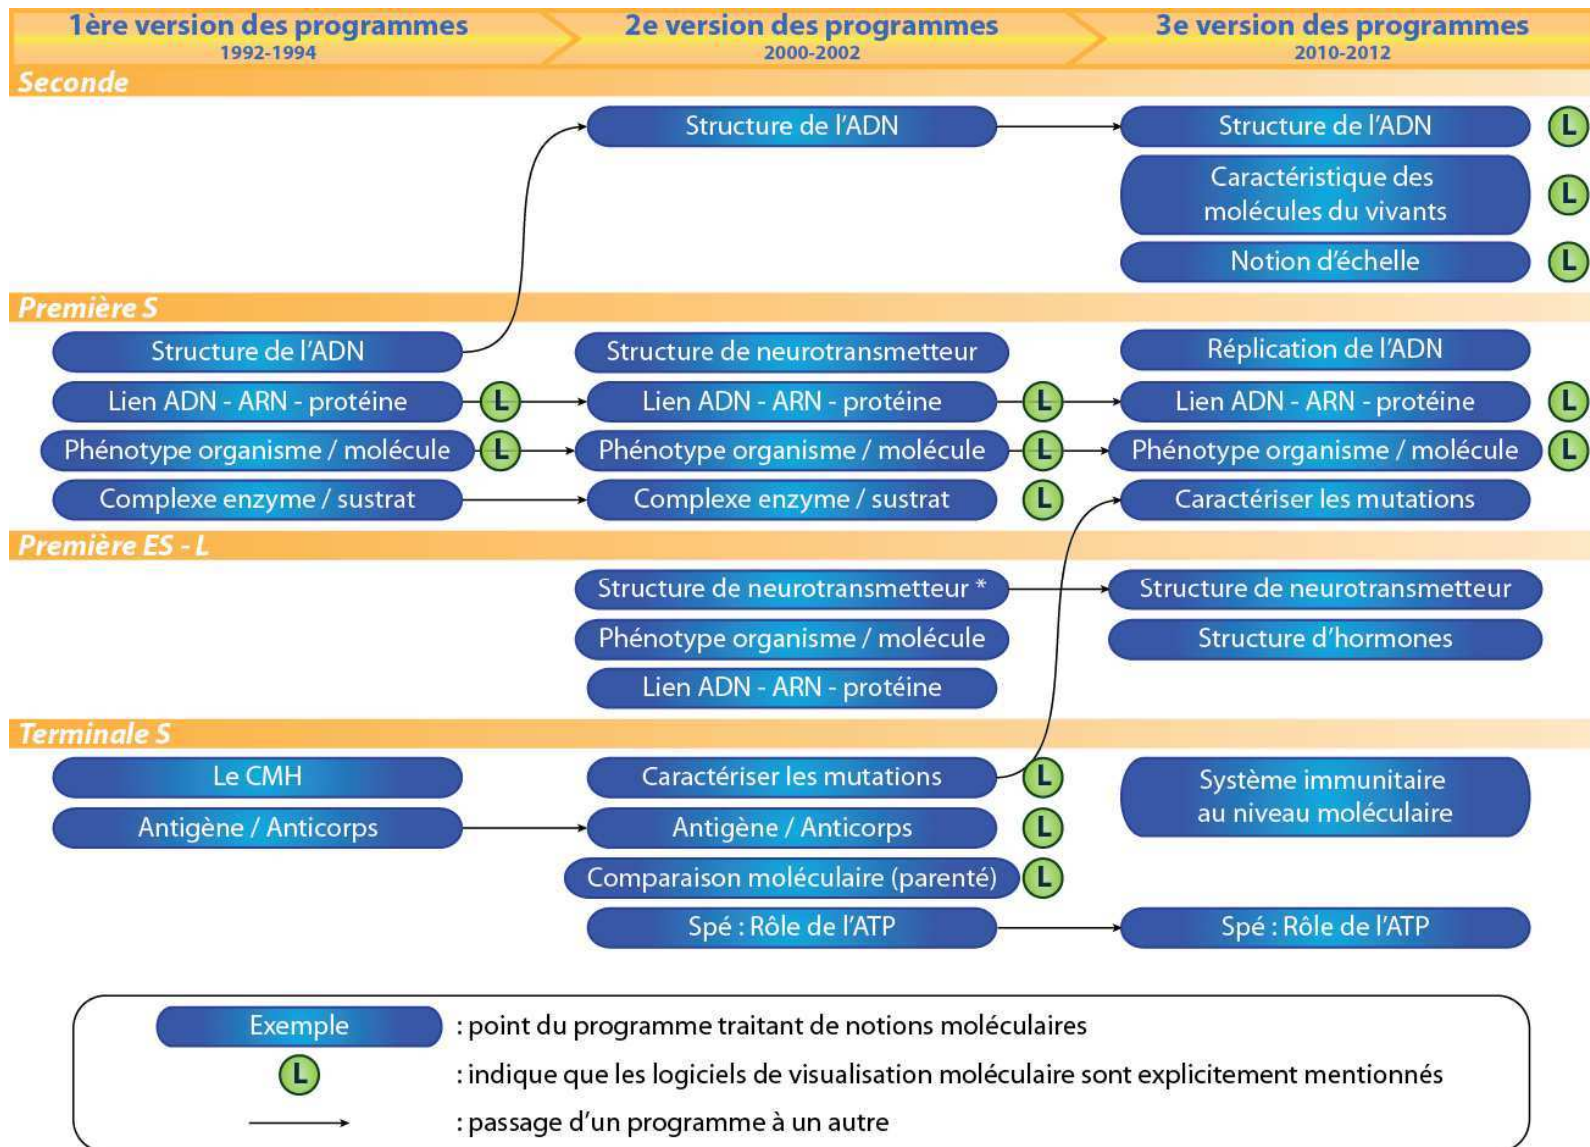 1ère version des programmes
1992-1994
2e version des programmes
2000-2002
3e version des programmes
2010-2012
Seconde
Structure de l'ADN
Structure de l'ADN
L
Caractéristique des
molécules du vivants
L
Notion d'échelle
L
Première S
Structure de l'ADN
Structure de neurotransmetteur
Réplication de l'ADN
Lien ADN - ARN - protéine
L
Lien ADN - ARN - protéine
L
Lien ADN - ARN - protéine
L
Phénotype organisme / molécule
L
Phénotype organisme / molécule
L
Phénotype organisme / molécule
L
Complexe enzyme / sustrat
Complexe enzyme / sustrat
L
Caractériser les mutations
Première ES - L
Structure de neurotransmetteur *
Structure de neurotransmetteur
Phénotype organisme / molécule
Structure d'hormones
Lien ADN - ARN - protéine
Terminale S
Le CMH
Caractériser les mutations
L
Système immunitaire
au niveau moléculaire
Antigène / Anticorps
Antigène / Anticorps
L
Comparaison moléculaire (parenté)
L
Spé : Rôle de l'ATP
Spé : Rôle de l'ATP
Exemple
: point du programme traitant de notions moléculaires
L
: indique que les logiciels de visualisation moléculaire sont explicitement mentionnés
: passage d'un programme à un autre